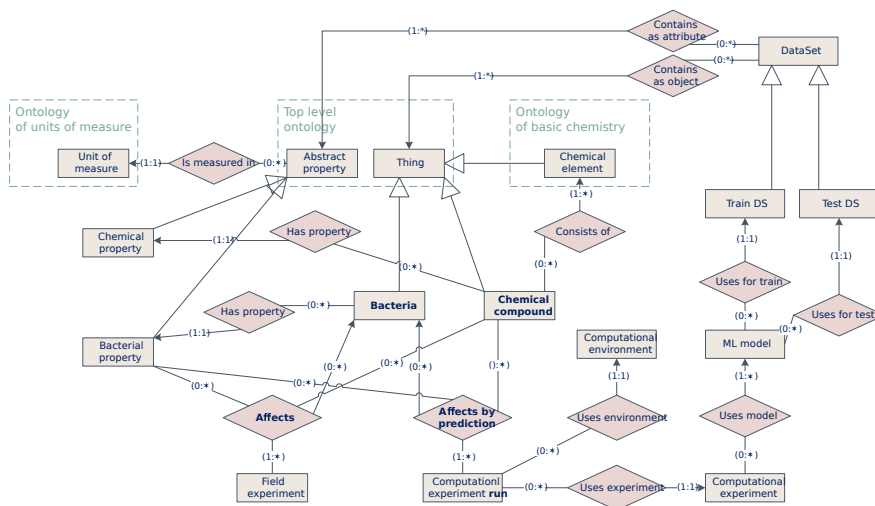 Contains
as attribute
(1:*)
(0:*)
DataSet
Contains
as object
(1:*)
(0:*)
Ontology
of units of measure
Top level
ontology
Ontology
of basic chemistry
Unit of
measure
(1:1)
Is measured in
(0:∗)
Abstract
property
Thing
Chemical
element
(1:∗)
Train DS
Test DS
Chemical
property
(1:1)
Has property
Consists of
(0:∗)
(0:∗)
(1:1)
(1:1)
Uses for train
Has property
(0:∗)
Bacteria
Chemical
compound
(0:∗)
Uses for test
(1:1)
(0:∗)
Bacterial
property
Computational
environment
ML model
(0:∗)
(0:∗)
(0:∗)
():∗)
(0:∗)
(0:∗)
(1:1)
(1:∗)
Affects
Affects by
prediction
Uses environment
Uses model
(1:∗)
(1:∗)
(0:∗)
(0:∗)
Field
experiment
Computationl
experiment run
(0:∗)
Uses experiment
(1:1)
Computational
experiment